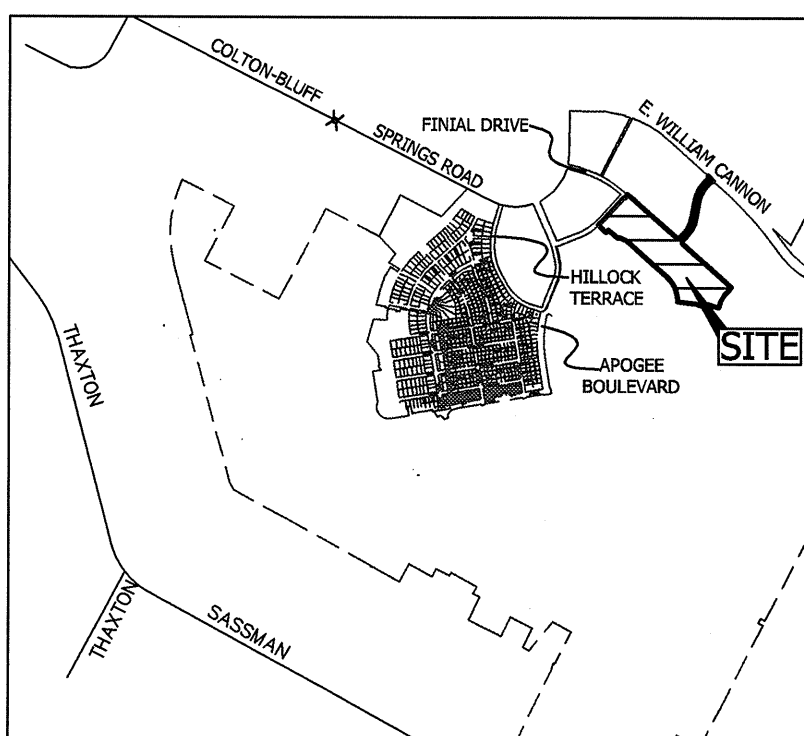 COLTON-BLUFF
SPRINGS ROAD
FINIAL DRIVE
E. WILLIAM CANNON
HILLOCK
TERRACE
SITE
APOGEE
BOULEVARD
THAXTON
THAXTON
SASSMAN